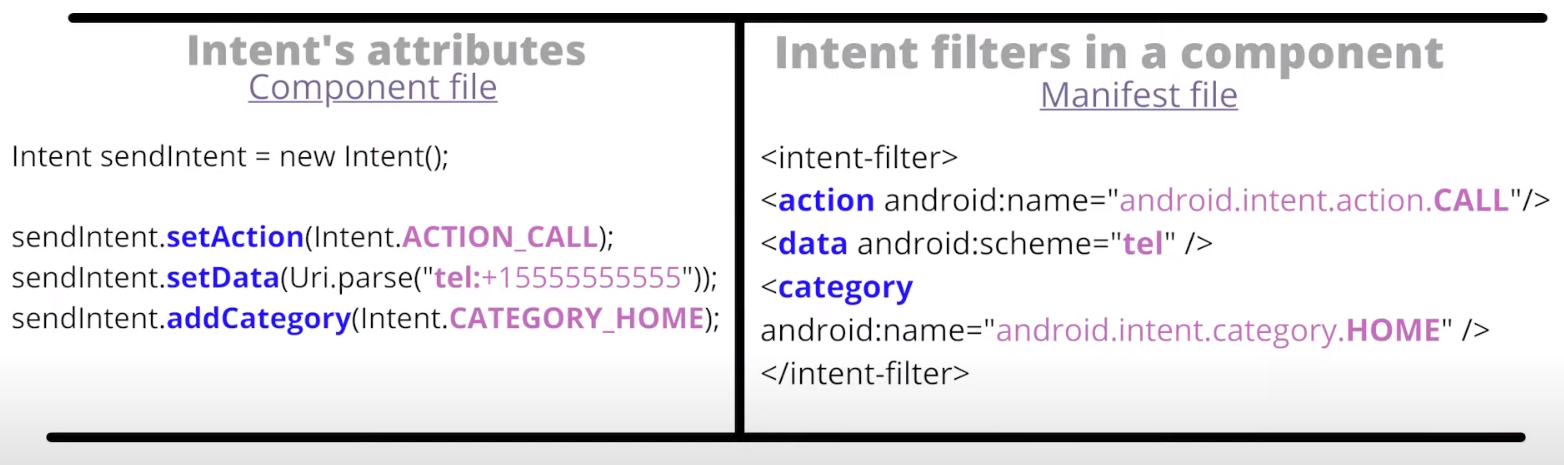 Intent's attributes
Component file
Intent sendIntent = new Intent();
sendIntent.setAction(Intent.ACTION_CALL);
sendIntent.setData(Uri.parse("tel:+15555555555"));
sendIntent.addCategory(Intent.CATEGORY_HOME);
Intent filters in a component
Manifest file
<intent-filter>
<action android:name="android.intent.action.CALL"/>
<data android:scheme="tel" />
<category
android:name="android.intent.category.HOME" />
</intent-filter>